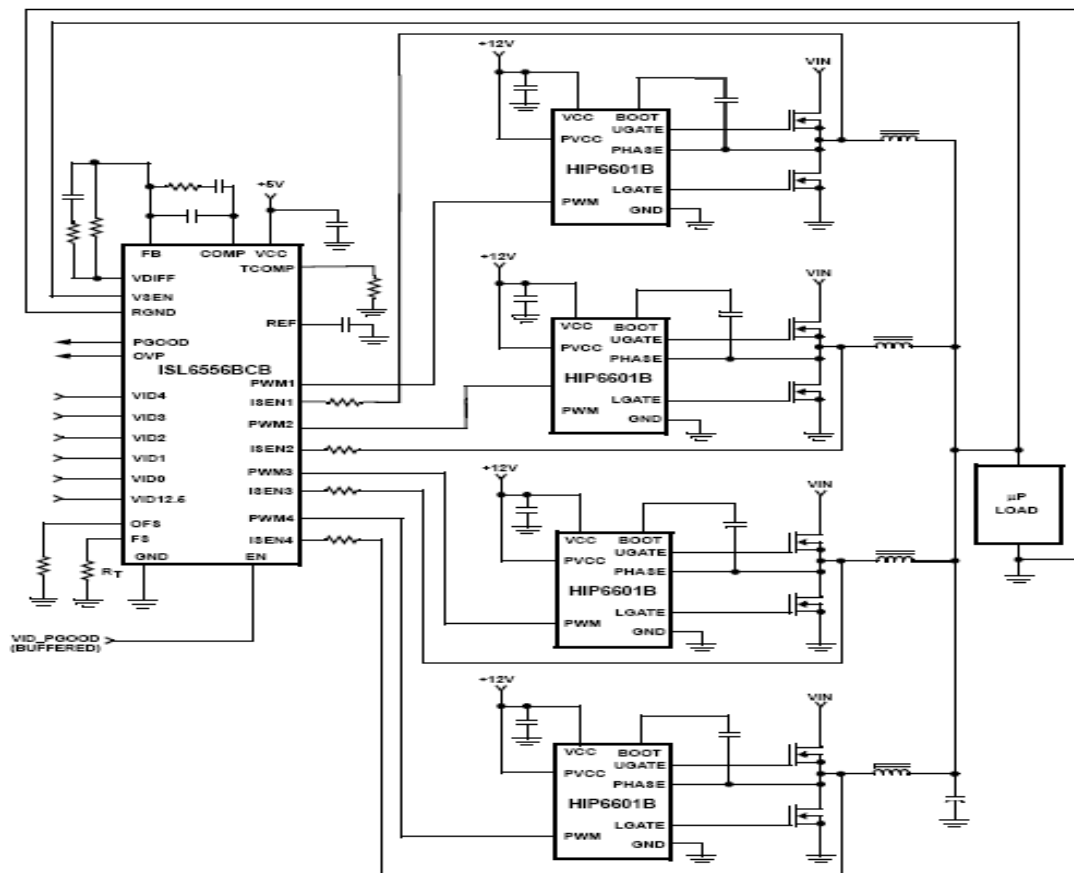 +12V
VIN
VCC
BOOT
UGATE
PVCC
PHASE
HIP6601B
LGATE
PWM
GND
+5V
FB
COMP
VCC
TCOMP
VDIFF
VSEN
RGND
REF
PGOOD
OVP
ISL6556BCB
PWM1
ISEN1
VID4
VID3
PWM2
VID2
ISEN2
VID1
PWM3
VID0
ISEN3
VID12.5
PWM4
OFS
FS
ISEN4
GND
EN
RT
VID_PGOOD
(BUFFERED)
+12V
VIN
VCC
BOOT
UGATE
PVCC
PHASE
HIP6601B
LGATE
PWM
GND
+12V
VIN
VCC
BOOT
UGATE
PVCC
PHASE
HIP6601B
LGATE
PWM
GND
µP
LOAD
+12V
VIN
VCC
BOOT
UGATE
PVCC
PHASE
HIP6601B
LGATE
PWM
GND